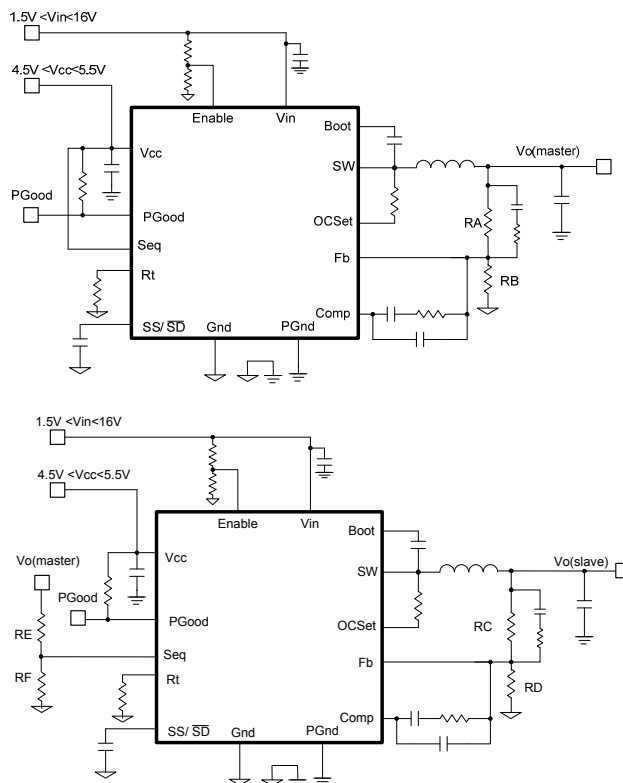 1.5V <Vin<16V
4.5V <Vcc<5.5V
Enable
Vin
Boot
Vcc
SW
Vo(master)
PGood
PGood
OCSet
RA
Seq
Fb
Rt
RB
Comp
SS/ SD
Gnd
PGnd
1.5V <Vin<16V
4.5V <Vcc<5.5V
Enable
Vin
Boot
Vo(master)
Vcc
SW
Vo(slave)
PGood
PGood
RE
OCSet
RC
Seq
Fb
RF
Rt
RD
Comp
SS/ SD
Gnd
PGnd